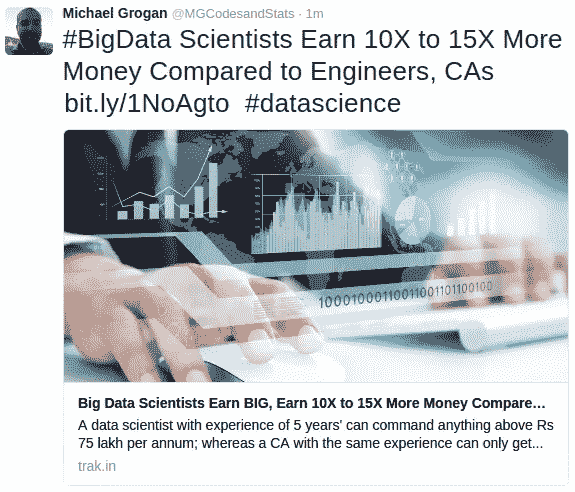 Michael Grogan @MGCodesandStats · 1m
#BigData Scientists Earn 10X to 15X More
Money Compared to Engineers, CAs
bit.ly/1NoAgto #datascience
10001000110011001101101100100
Big Data Scientists Earn BIG, Earn 10X to 15X More Money Compare...
A data scientist with experience of 5 years' can command anything above Rs
75 lakh per annum; whereas a CA with the same experience can only get...
trak.in